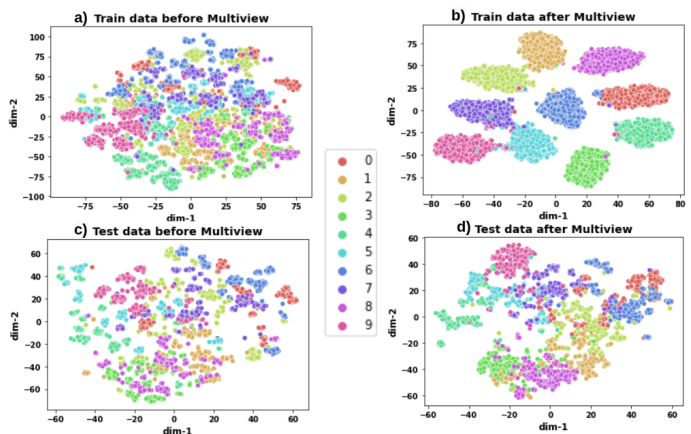 a) Train data before Multiview
100
75
50
25
0
-25
-50
-75
-100
dim-2
-75 -50 -25 0 25 50 75
dim-1
b) Train data after Multiview
75
50
25
0
-25
-50
-75
dim-2
-80 -60 -40 -20 0 20 40 60 80
dim-1
0
1
2
3
4
5
6
7
8
9
c) Test data before Multiview
60
40
20
0
-20
-40
-60
dim-2
-60 -40 -20 0 20 40 60
dim-1
d) Test data after Multiview
60
40
20
0
-20
-40
-60
dim-2
-60 -40 -20 0 20 40 60
dim-1